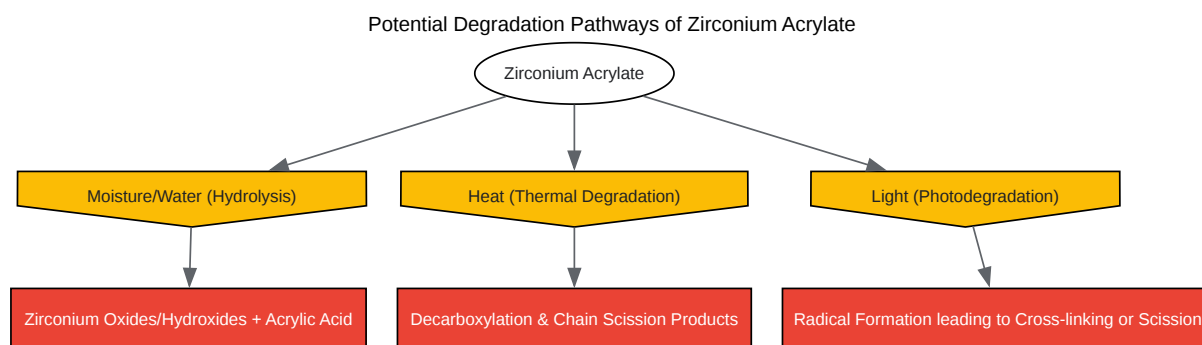 Potential Degradation Pathways of Zirconium Acrylate
Zirconium Acrylate
Moisture/Water (Hydrolysis)
Heat (Thermal Degradation)
Light (Photodegradation)
Zirconium Oxides/Hydroxides + Acrylic Acid
Decarboxylation & Chain Scission Products
Radical Formation leading to Cross-linking or Scission